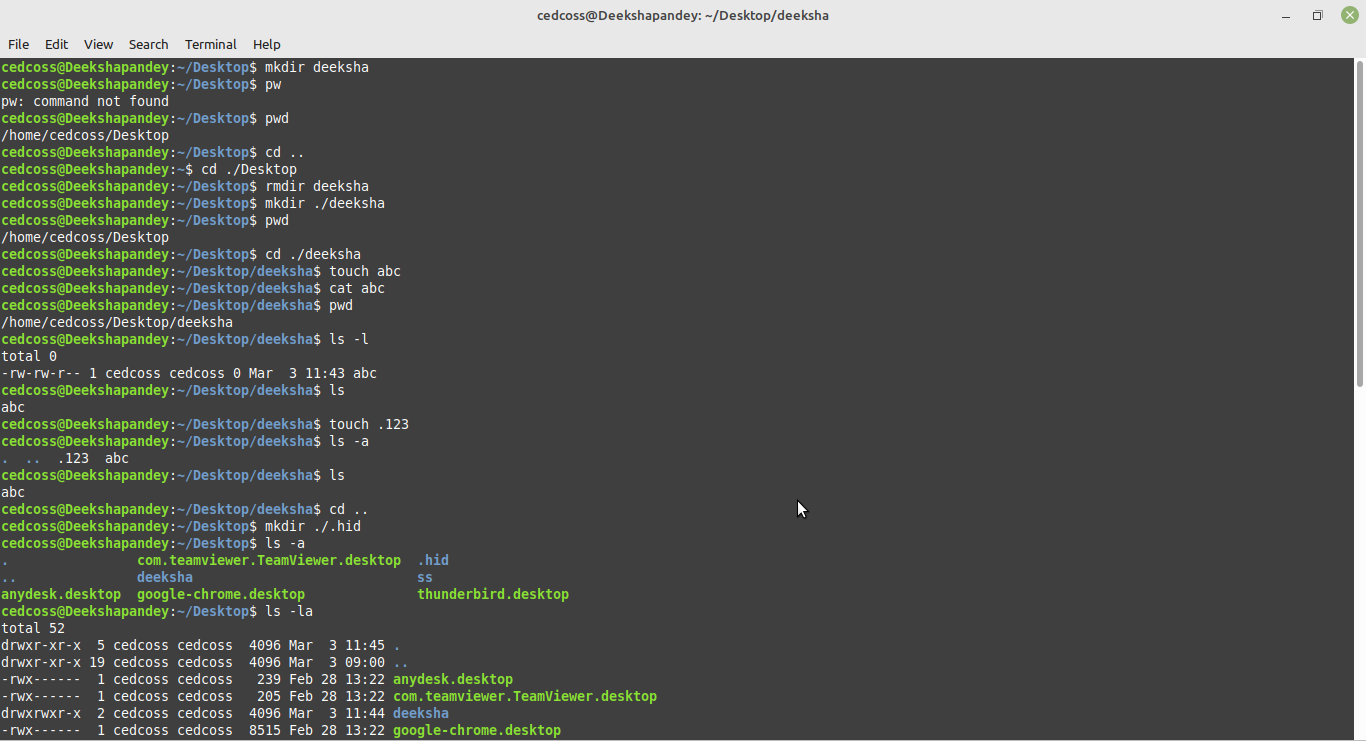 cedcoss@Deekshapandey: ~/Desktop/deeksha
File Edit View Search Terminal Help
cedcoss@Deekshapandey:~/Desktop$ mkdir deeksha
cedcoss@Deekshapandey:~/Desktop$ pw
pw: command not found
cedcoss@Deekshapandey:~/Desktop$ pwd
/home/cedcoss/Desktop
cedcoss@Deekshapandey:~/Desktop$ cd ..
cedcoss@Deekshapandey:~$ cd ./Desktop
cedcoss@Deekshapandey:~/Desktop$ rmdir deeksha
cedcoss@Deekshapandey:~/Desktop$ mkdir ./deeksha
cedcoss@Deekshapandey:~/Desktop$ pwd
/home/cedcoss/Desktop
cedcoss@Deekshapandey:~/Desktop$ cd ./deeksha
cedcoss@Deekshapandey:~/Desktop/deeksha$ touch abc
cedcoss@Deekshapandey:~/Desktop/deeksha$ cat abc
cedcoss@Deekshapandey:~/Desktop/deeksha$ pwd
/home/cedcoss/Desktop/deeksha
cedcoss@Deekshapandey:~/Desktop/deeksha$ ls -l
total 0
-rw-rw-r-- 1 cedcoss cedcoss 0 Mar  3 11:43 abc
cedcoss@Deekshapandey:~/Desktop/deeksha$ ls
abc
cedcoss@Deekshapandey:~/Desktop/deeksha$ touch .123
cedcoss@Deekshapandey:~/Desktop/deeksha$ ls -a
.  ..  .123  abc
cedcoss@Deekshapandey:~/Desktop/deeksha$ ls
abc
cedcoss@Deekshapandey:~/Desktop/deeksha$ cd ..
cedcoss@Deekshapandey:~/Desktop$ mkdir ./.hid
cedcoss@Deekshapandey:~/Desktop$ ls -a
.                com.teamviewer.TeamViewer.desktop  .hid
..               deeksha                            ss
anydesk.desktop  google-chrome.desktop              thunderbird.desktop
cedcoss@Deekshapandey:~/Desktop$ ls -la
total 52
drwxr-xr-x  5 cedcoss cedcoss  4096 Mar  3 11:45 .
drwxr-xr-x 19 cedcoss cedcoss  4096 Mar  3 09:00 ..
-rwx------  1 cedcoss cedcoss   239 Feb 28 13:22 anydesk.desktop
-rwx------  1 cedcoss cedcoss   205 Feb 28 13:22 com.teamviewer.TeamViewer.desktop
drwxrwxr-x  2 cedcoss cedcoss  4096 Mar  3 11:44 deeksha
-rwx------  1 cedcoss cedcoss  8515 Feb 28 13:22 google-chrome.desktop